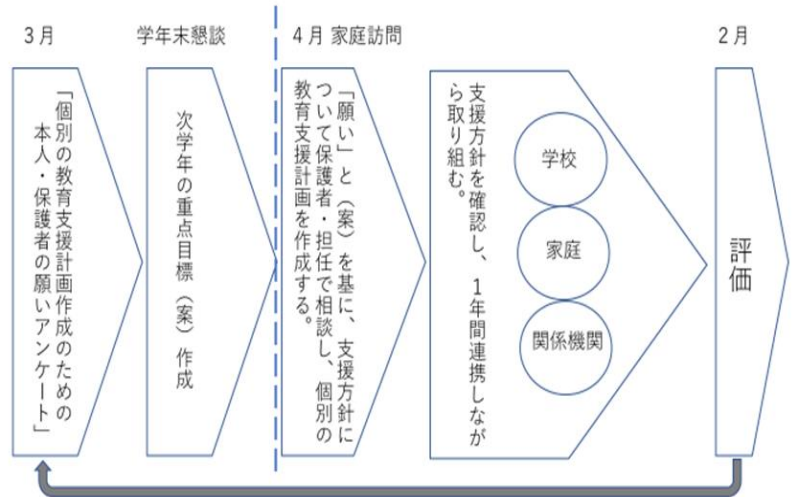 3月
学年末懇談
4月 家庭訪問
2月
「個別の教育支援計画作成のための
本人・保護者の願いアンケート」
次学年の重点目標（案）作成
「願い」と（案）を基に、支援方針に
ついて保護者・担任で相談し、個別の
教育支援計画を作成する。
支援方針を確認し、1年間連携しなが
ら取り組む。
学校
家庭
関係機関
評価